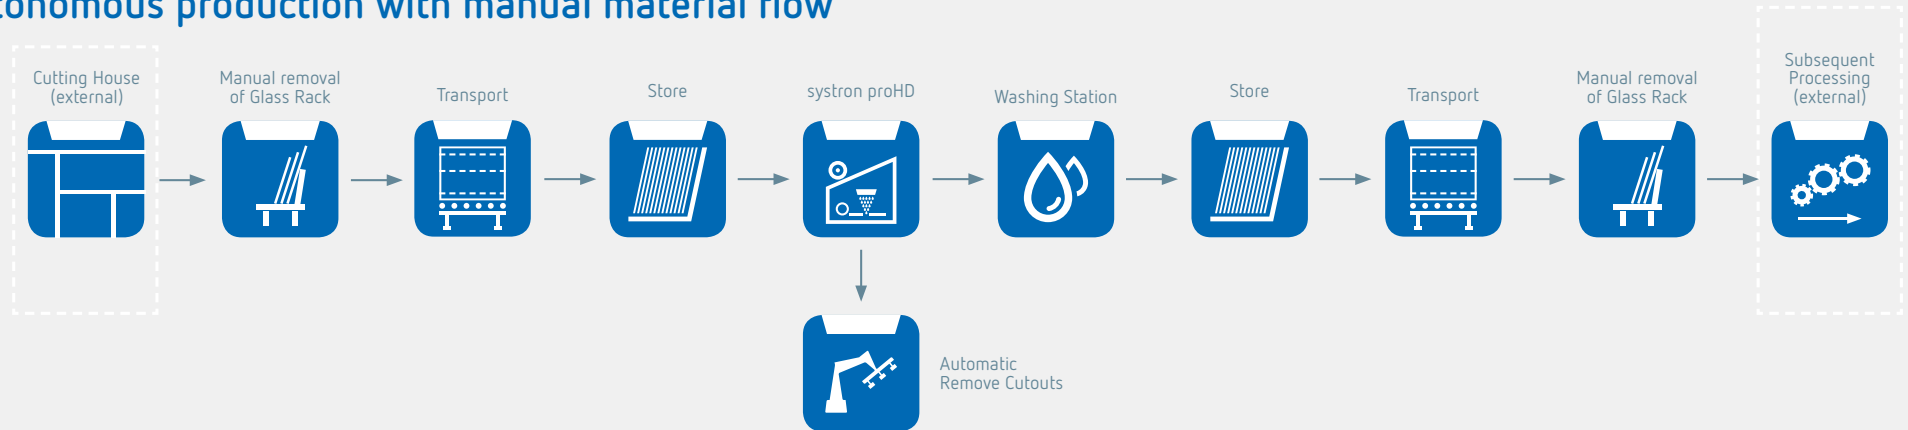 production with manual material flow
Cutting House
(external)
Manual removal
of Glass Rack
Transport
Store
systron proHD
Washing Station
Store
Transport
Manual removal
of Glass Rack
Subsequent
Processing
(external)
Automatic
Remove Cutouts